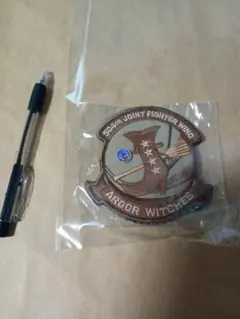 504th JOINT FIGHTER WING
ARDOR WITCHES